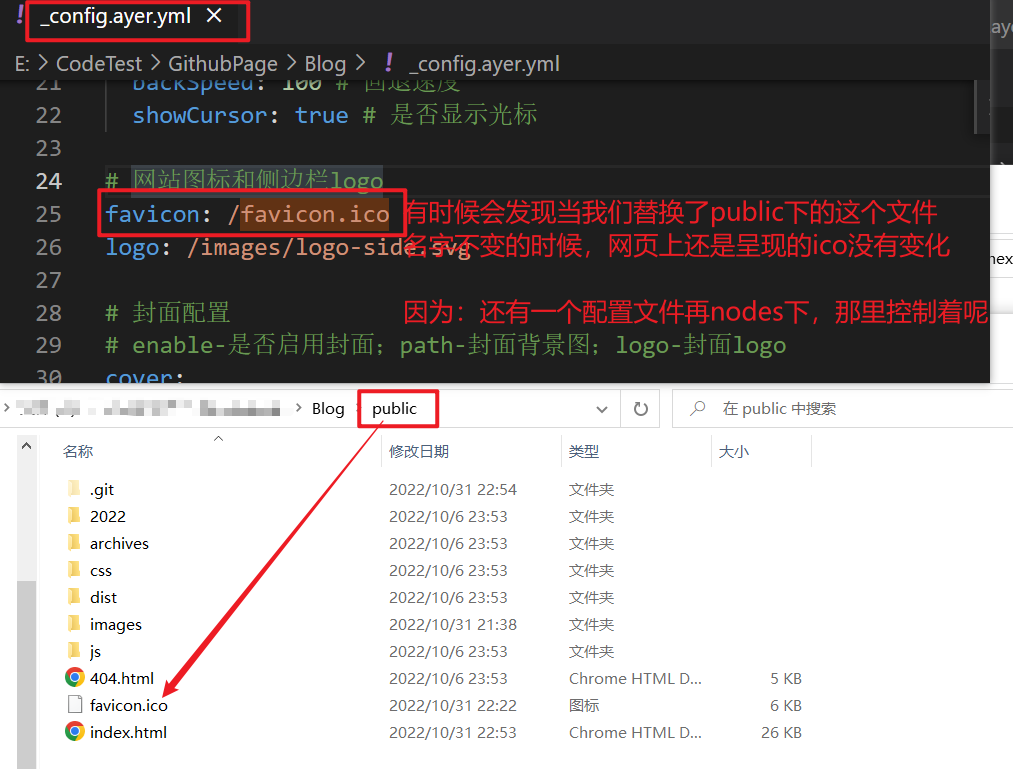 ! _config.ayer.yml ×
E: > CodeTest > GithubPage > Blog > ! _config.ayer.yml
21 backSpeed: 100 # 回退速度
22 showCursor: true # 是否显示光标
23
24 # 网站图标和侧边栏logo
25 favicon: /favicon.ico 有时候会发现当我们替换了public下的这个文件
26 logo: /images/logo-side.svg 名字不变的时候，网页上还是呈现的ico没有变化
27
28 # 封面配置 因为：还有一个配置文件再nodes下，那里控制着呢
29 # enable-是否启用封面；path-封面背景图；logo-封面logo
30 cover:
Blog > public 在 public 中搜索
名称 修改日期 类型 大小
.git 2022/10/31 22:54 文件夹
2022 2022/10/6 23:53 文件夹
archives 2022/10/6 23:53 文件夹
css 2022/10/6 23:53 文件夹
dist 2022/10/6 23:53 文件夹
images 2022/10/31 21:38 文件夹
js 2022/10/6 23:53 文件夹
404.html 2022/10/6 23:53 Chrome HTML D... 5 KB
favicon.ico 2022/10/31 22:22 图标 6 KB
index.html 2022/10/31 22:53 Chrome HTML D... 26 KB